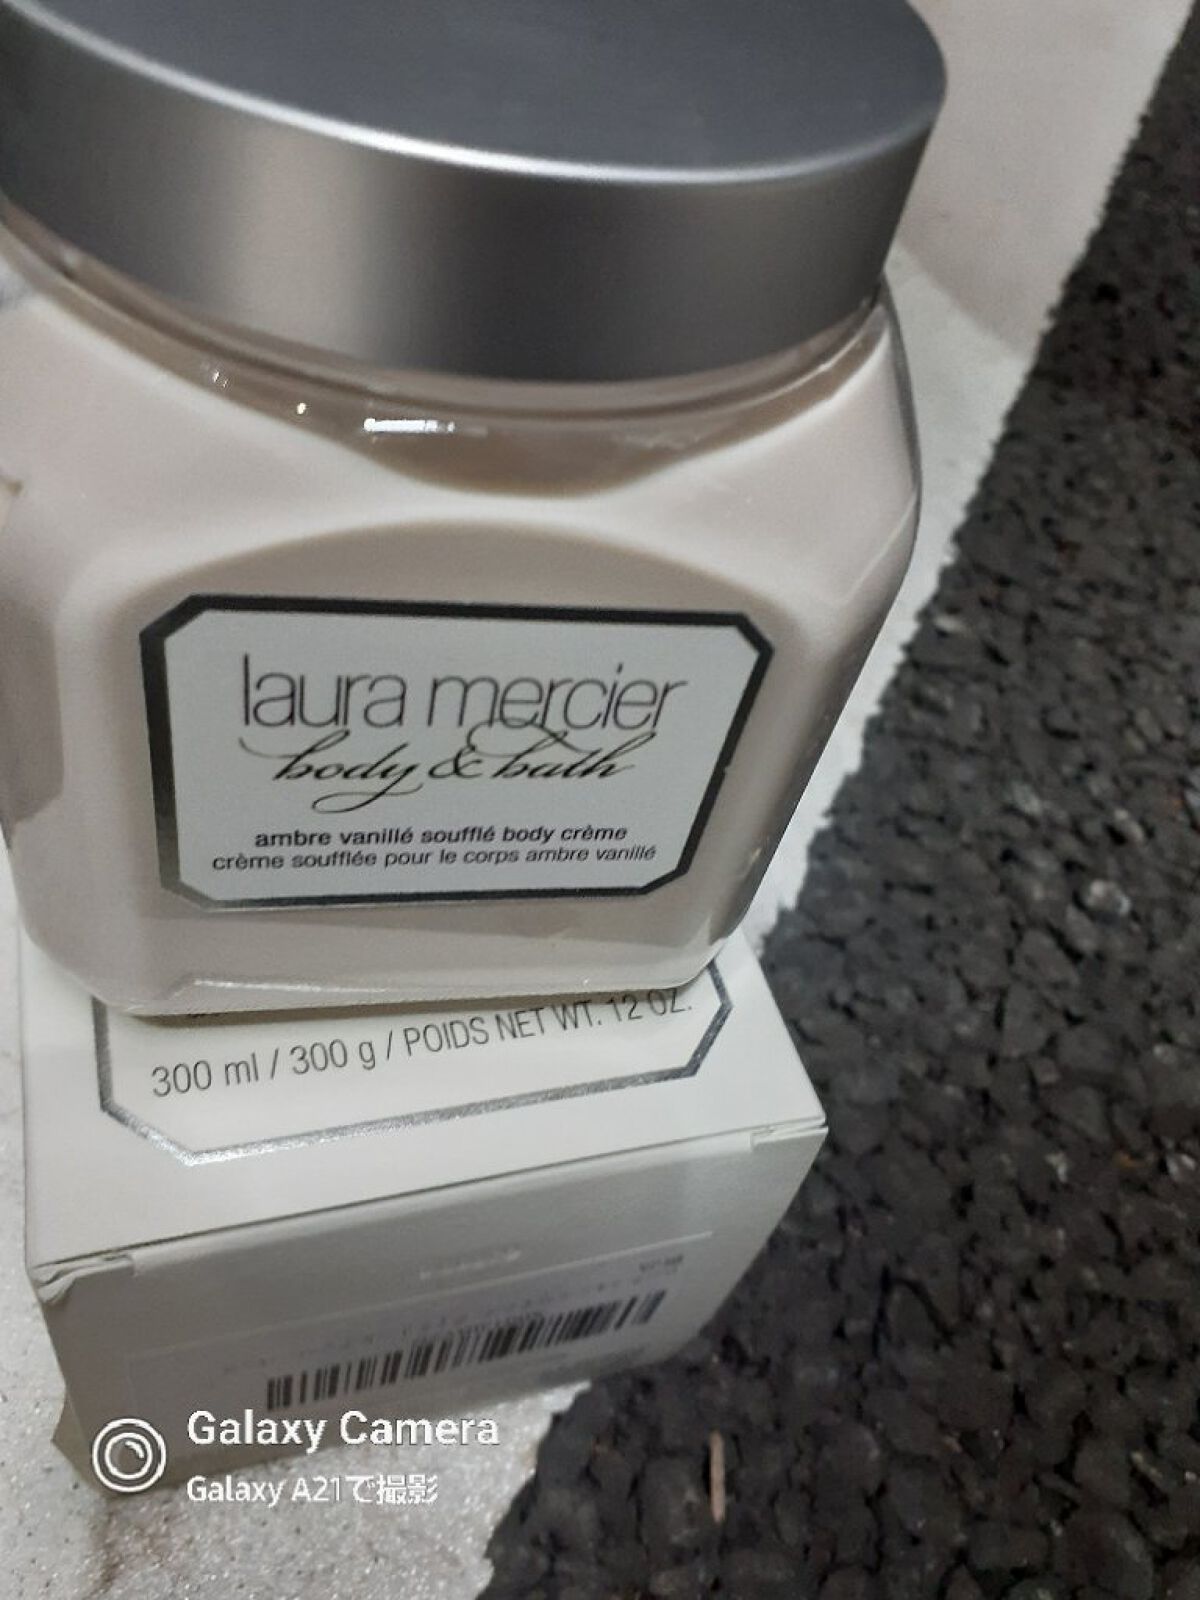 laura mercier
body & bath
ambre vanillé soufflé body crème
crème soufflée pour le corps ambre vanillé
300 ml / 300 g / POIDS NET WT. 12 OZ.
Galaxy Camera
Galaxy A21で撮影